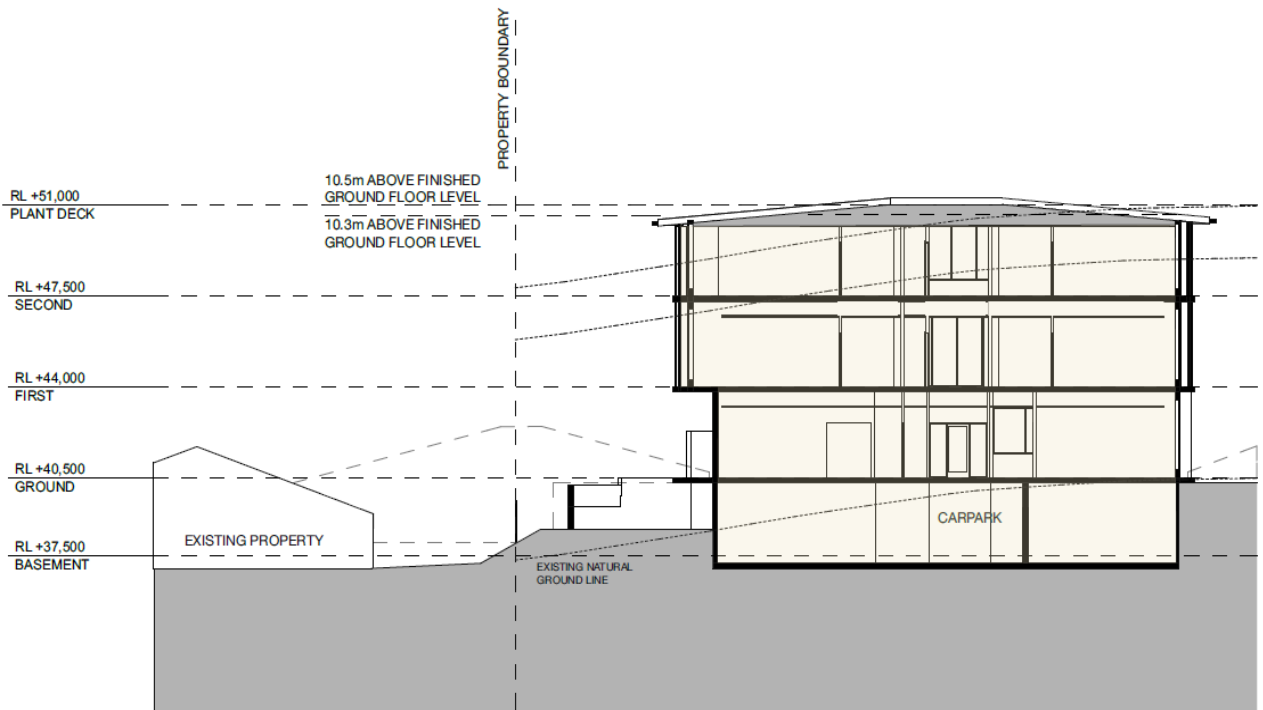 PROPERTY BOUNDARY
10.5m ABOVE FINISHED
GROUND FLOOR LEVEL
RL +51,000
PLANT DECK
10.3m ABOVE FINISHED
GROUND FLOOR LEVEL
RL +47,500
SECOND
RL +44,000
FIRST
RL +40,500
GROUND
CARPARK
EXISTING PROPERTY
RL +37,500
BASEMENT
EXISTING NATURAL
GROUND LINE